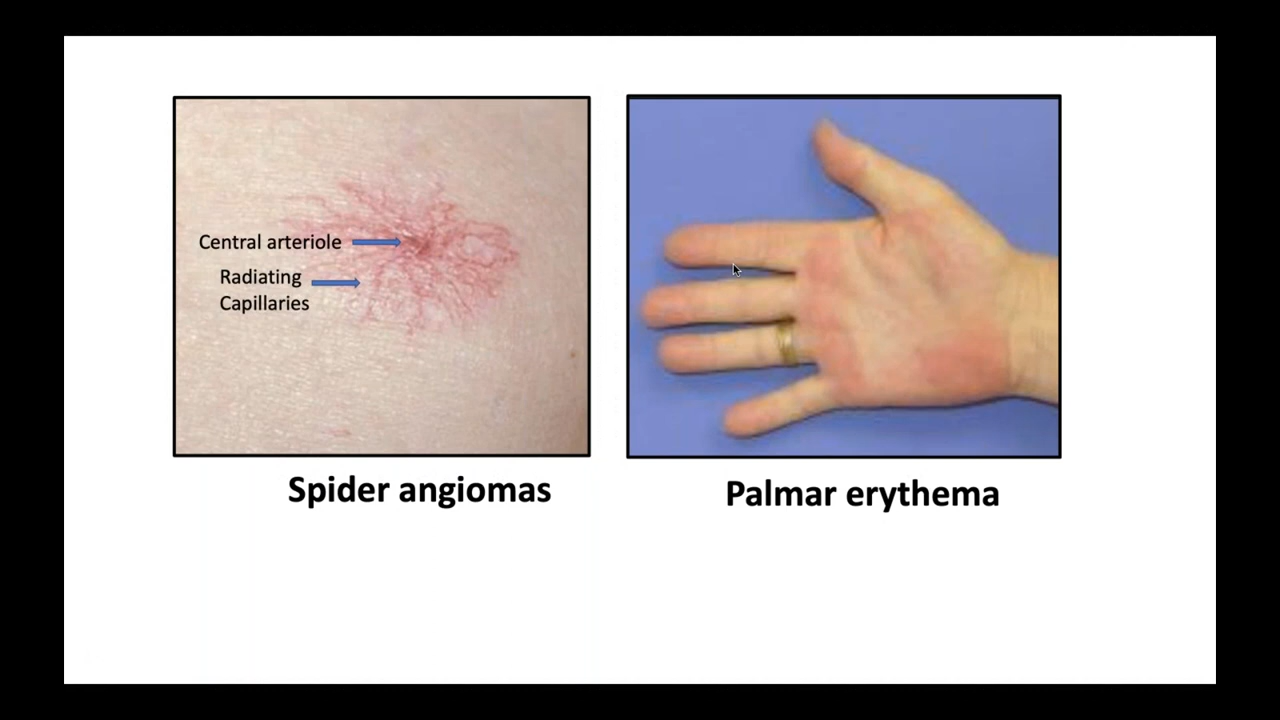 Central arteriole
Radiating
Capillaries
Spider angiomas
Palmar erythema